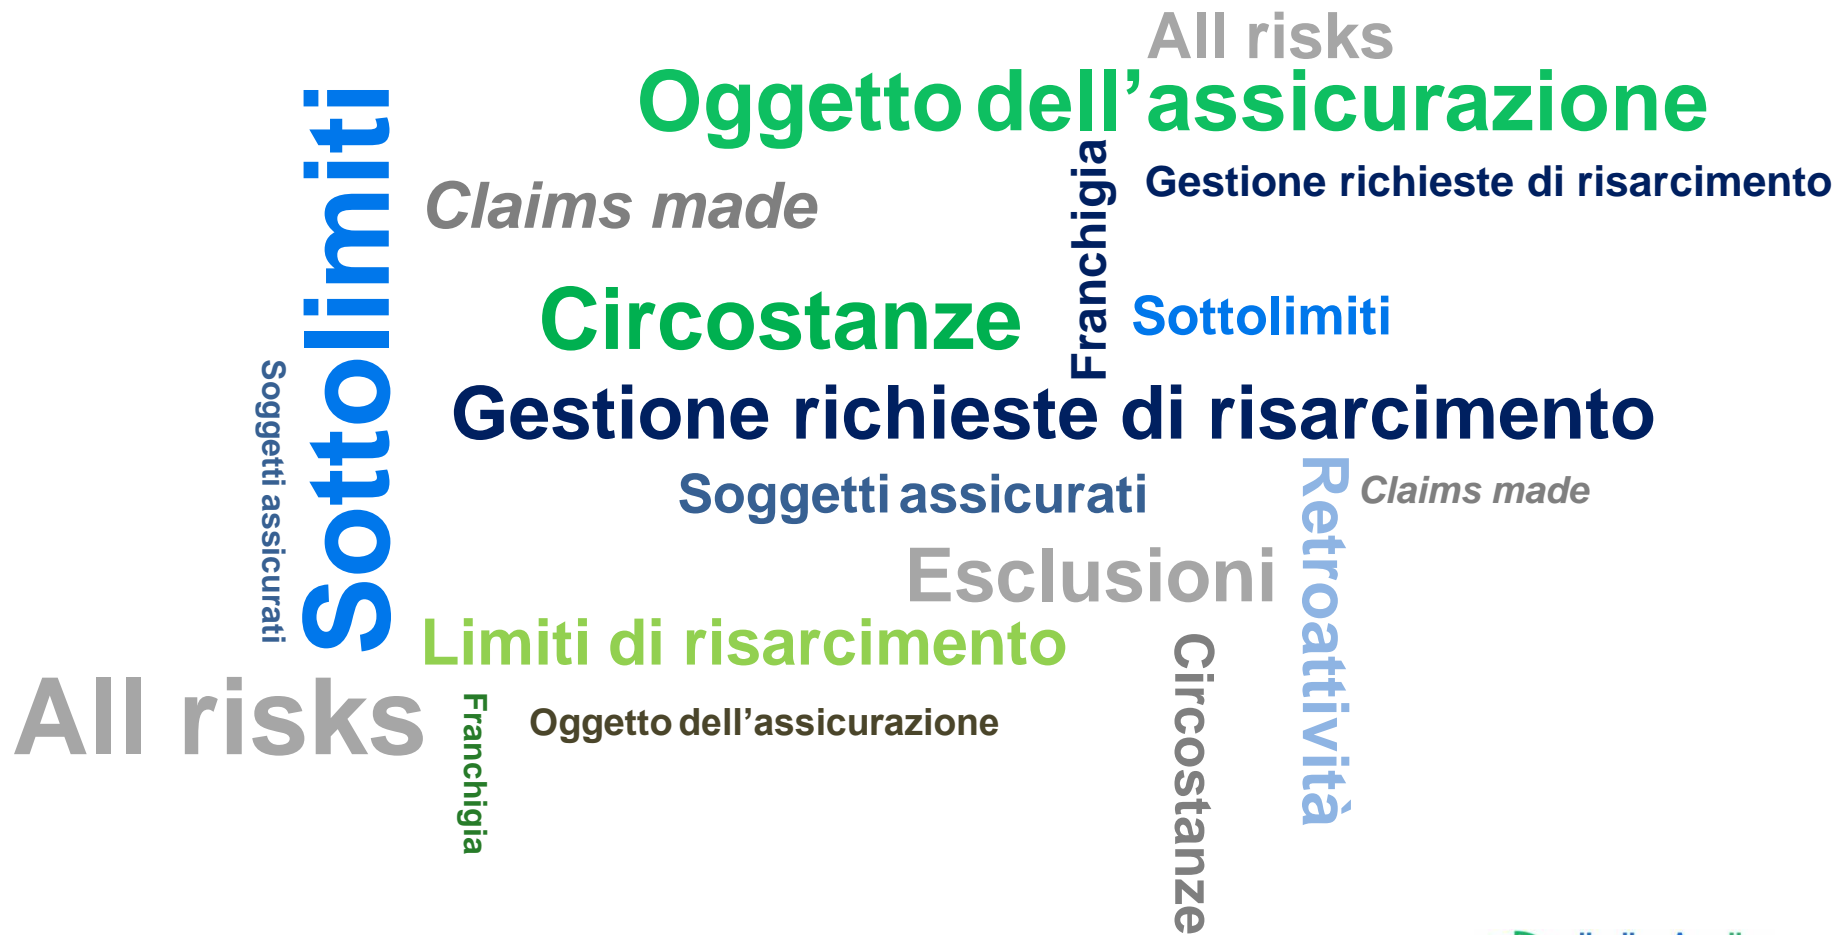 All risks
Oggetto dell’assicurazione
Sottolimiti
Claims made
Franchigia
Gestione richieste di risarcimento
Circostanze
Sottolimiti
Soggetti assicurati
Gestione richieste di risarcimento
Soggetti assicurati
Retroattività
Claims made
Esclusioni
Limiti di risarcimento
Circostanze
All risks
Franchigia
Oggetto dell’assicurazione